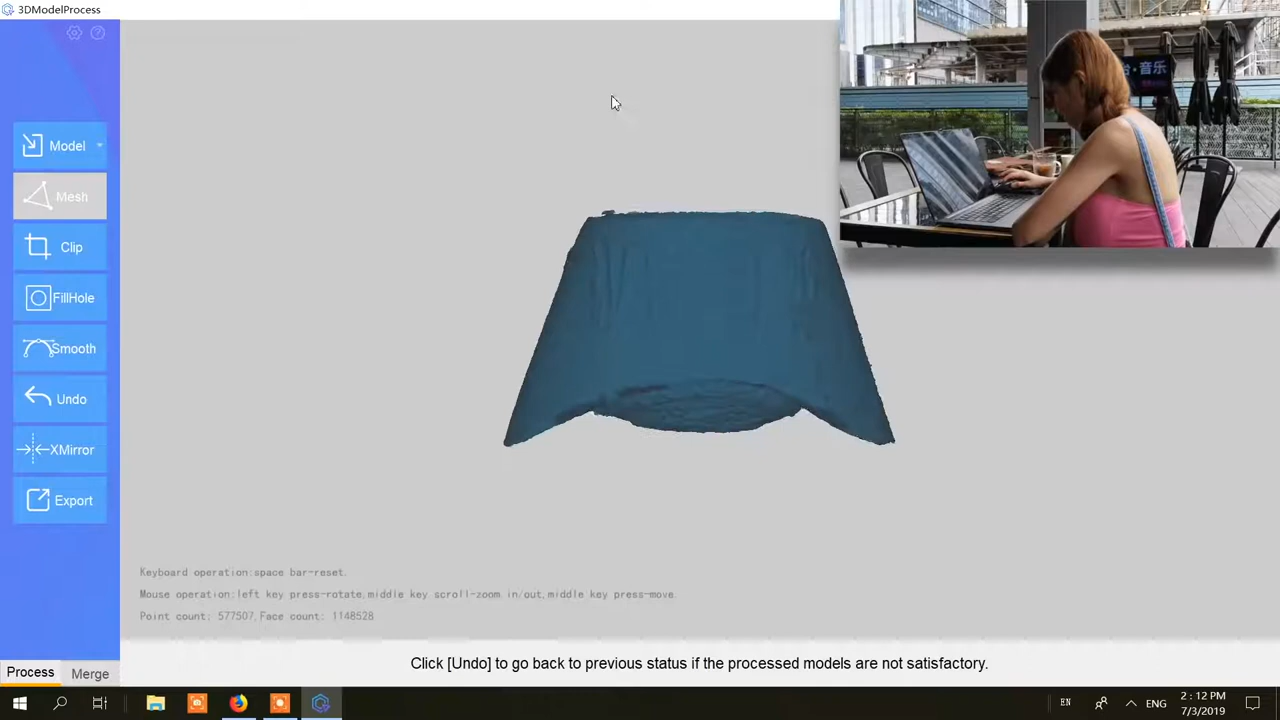 3DModelProcess
台·音乐
Model
Mesh
Clip
FillHole
Smooth
Undo
XMirror
Export
Keyboard operation:space bar-reset.
Mouse operation:left key press-rotate,middle key scroll-zoom in/out,middle key press-move.
Point count: 577507,Face count: 1148528
Click [Undo] to go back to previous status if the processed models are not satisfactory.
Process
Merge
EN
ENG
2:12 PM
7/3/2019